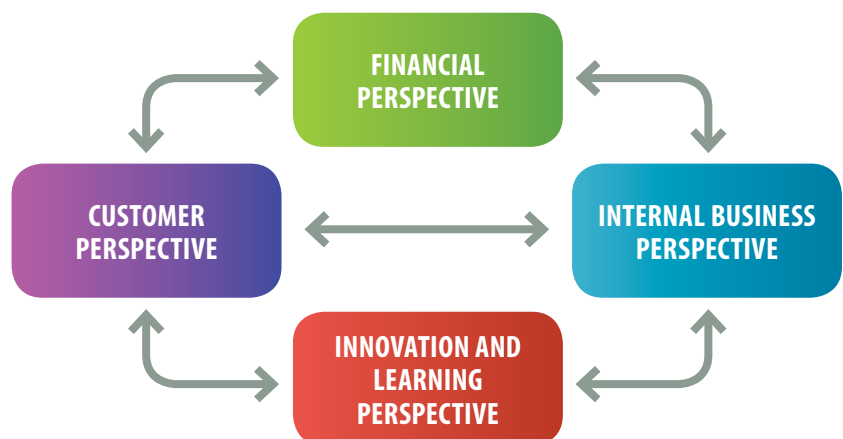 FINANCIAL
PERSPECTIVE
CUSTOMER
PERSPECTIVE
INTERNAL BUSINESS
PERSPECTIVE
INNOVATION AND
LEARNING
PERSPECTIVE